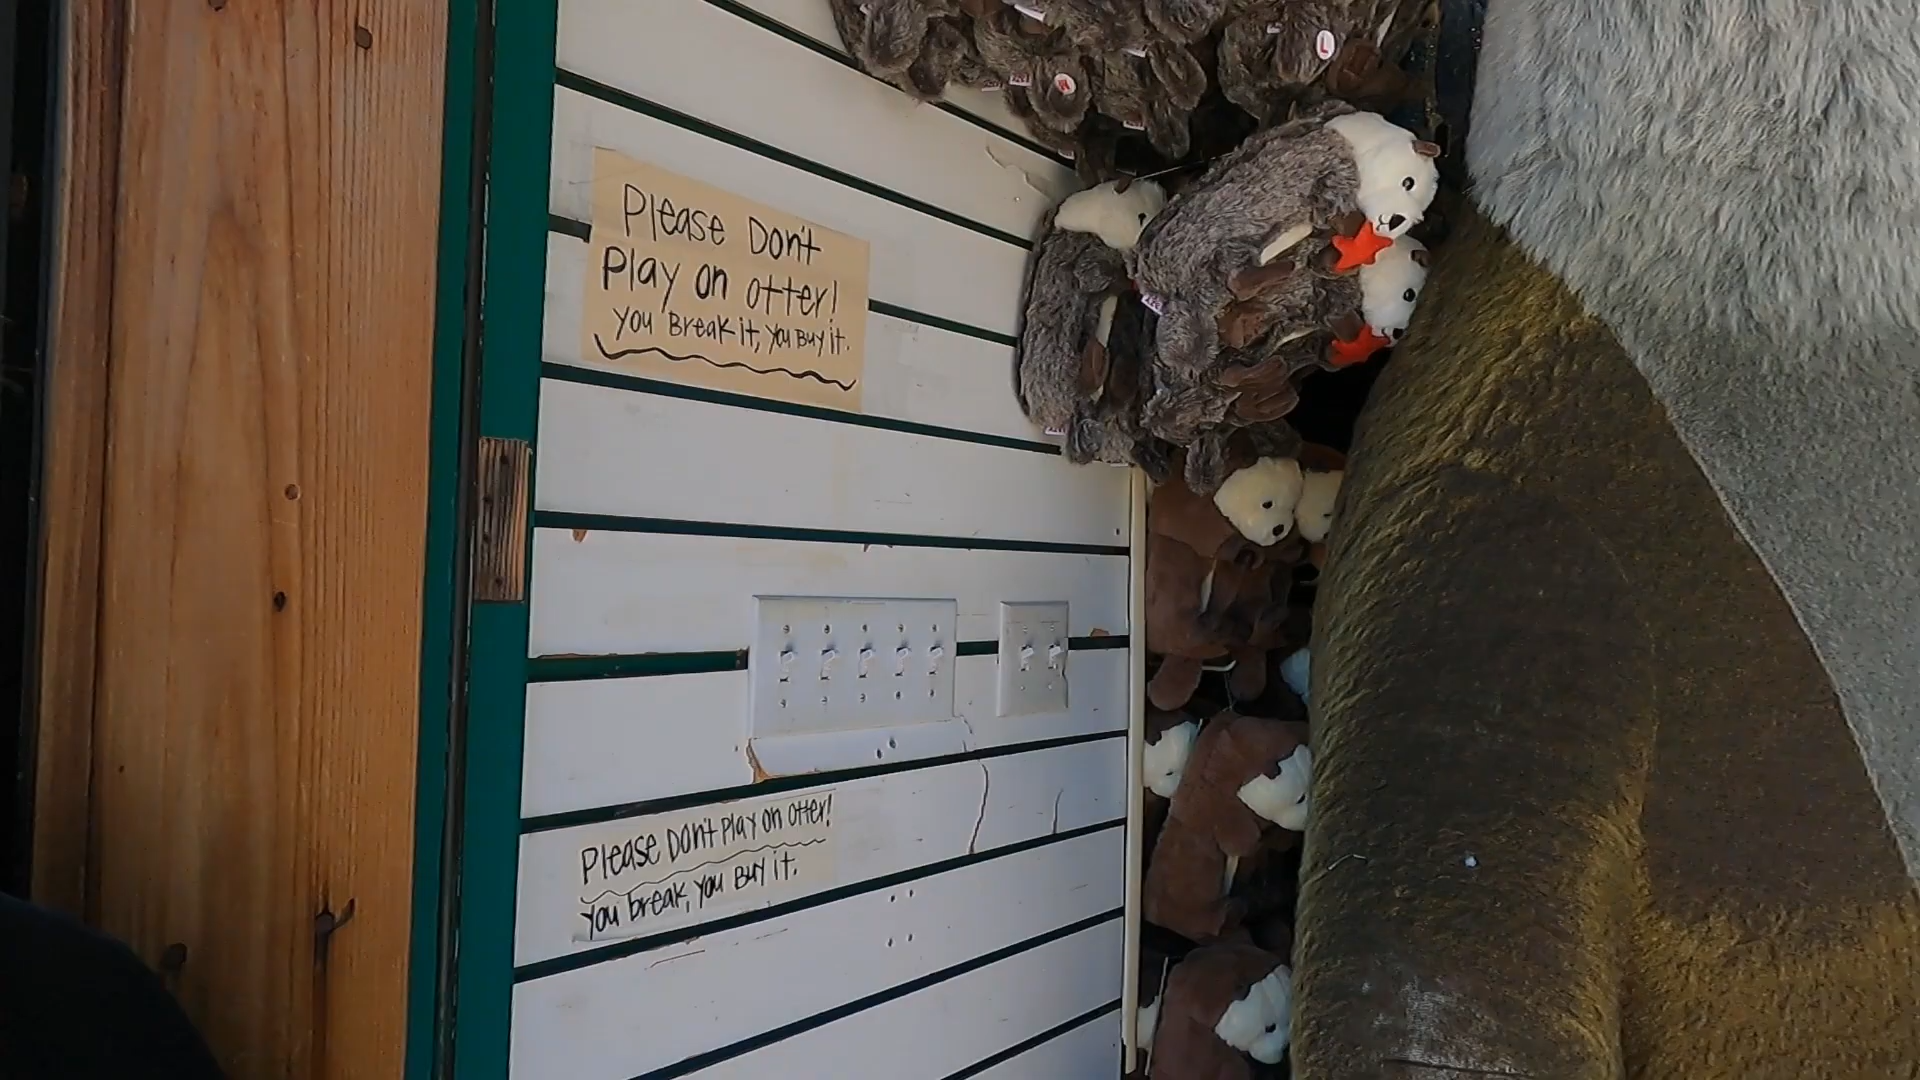 Please Don't
Play on otter!
You Break it, You Buy it.
Please Don't Play on Otter!
You break, you Buy it.